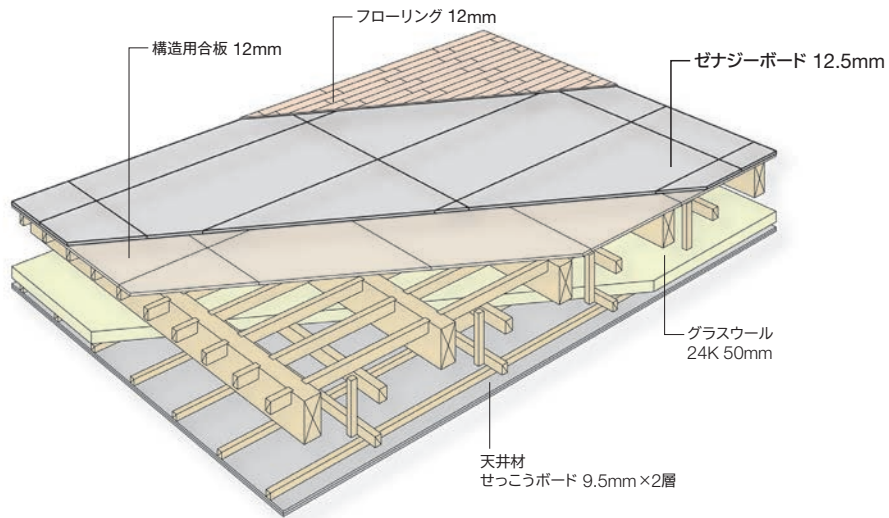 フローリング 12mm
構造用合板 12mm
ゼナジーボード 12.5mm
グラスウール
24K 50mm
天井材
せっこうボード 9.5mm×2層